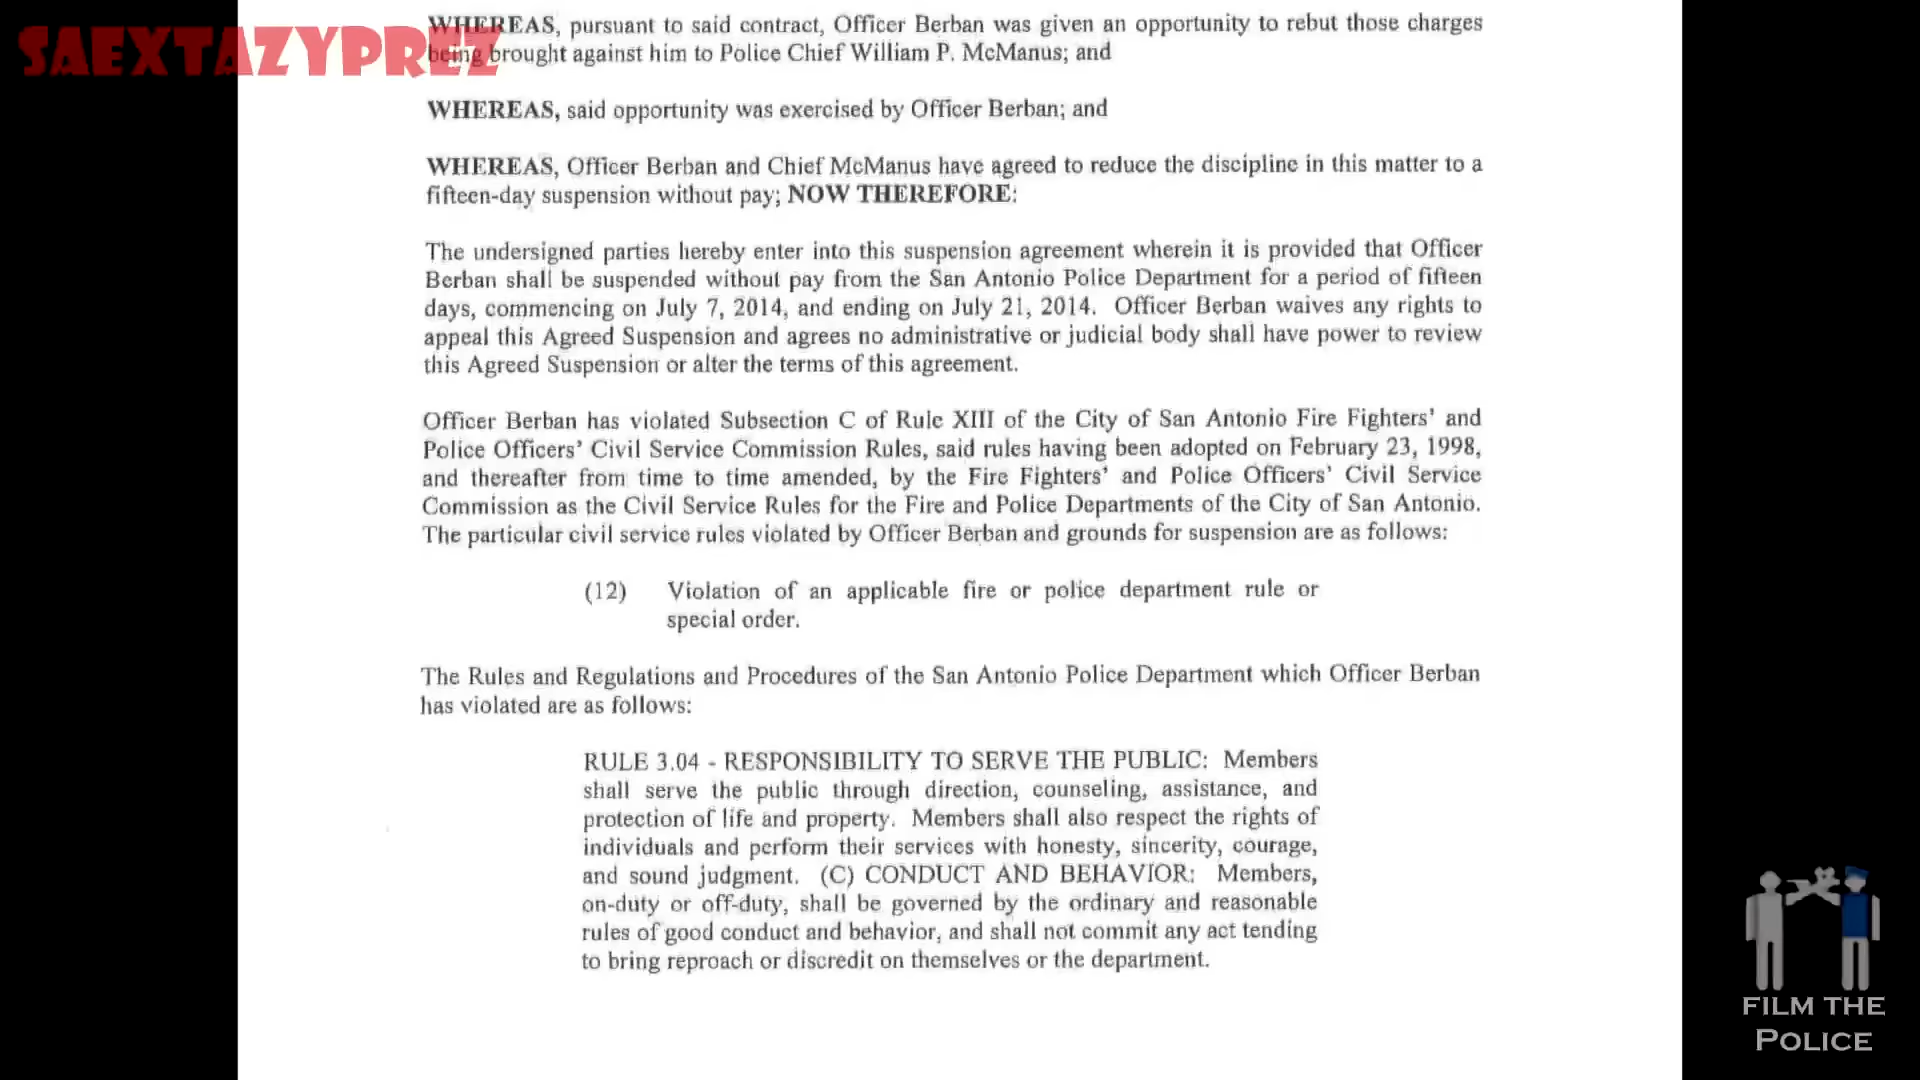 SAEXTAZYPREZ
WHEREAS, pursuant to said contract, Officer Berban was given an opportunity to rebut those charges
being brought against him to Police Chief William P. McManus; and
WHEREAS, said opportunity was exercised by Officer Berban; and
WHEREAS, Officer Berban and Chief McManus have agreed to reduce the discipline in this matter to a
fifteen-day suspension without pay; NOW THEREFORE:
The undersigned parties hereby enter into this suspension agreement wherein it is provided that Officer
Berban shall be suspended without pay from the San Antonio Police Department for a period of fifteen
days, commencing on July 7, 2014, and ending on July 21, 2014. Officer Berban waives any rights to
appeal this Agreed Suspension and agrees no administrative or judicial body shall have power to review
this Agreed Suspension or alter the terms of this agreement.
Officer Berban has violated Subsection C of Rule XIII of the City of San Antonio Fire Fighters' and
Police Officers' Civil Service Commission Rules, said rules having been adopted on February 23, 1998,
and thereafter from time to time amended, by the Fire Fighters' and Police Officers' Civil Service
Commission as the Civil Service Rules for the Fire and Police Departments of the City of San Antonio.
The particular civil service rules violated by Officer Berban and grounds for suspension are as follows:
(12) Violation of an applicable fire or police department rule or
special order.
The Rules and Regulations and Procedures of the San Antonio Police Department which Officer Berban
has violated are as follows:
RULE 3.04 - RESPONSIBILITY TO SERVE THE PUBLIC: Members
shall serve the public through direction, counseling, assistance, and
protection of life and property. Members shall also respect the rights of
individuals and perform their services with honesty, sincerity, courage,
and sound judgment. (C) CONDUCT AND BEHAVIOR: Members,
on-duty or off-duty, shall be governed by the ordinary and reasonable
rules of good conduct and behavior, and shall not commit any act tending
to bring reproach or discredit on themselves or the department.
FILM THE
POLICE